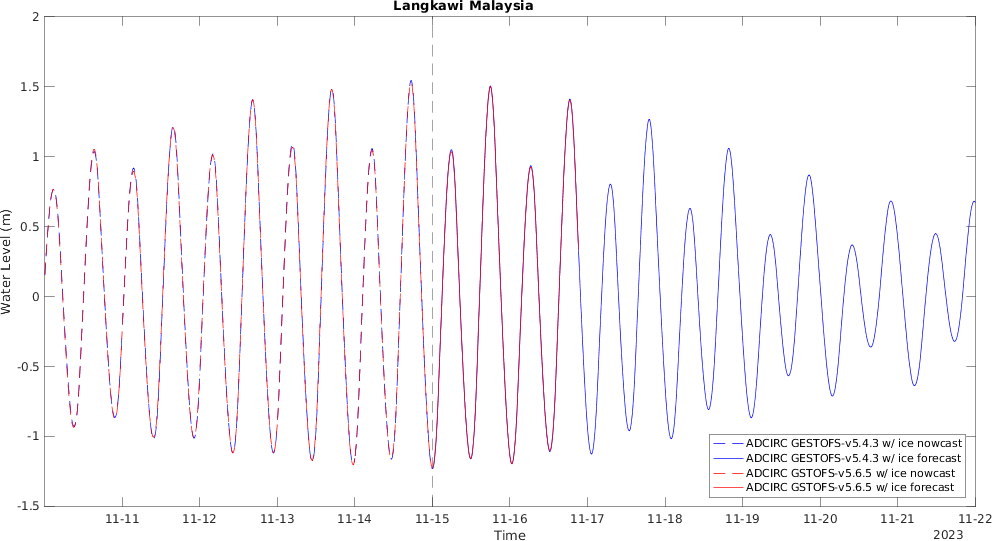 Langkawi Malaysia
2
1.5
1
0.5
0
-0.5
-1
-1.5
Water Level (m)
ADCIRC GESTOFS-v5.4.3 w/ ice nowcast
ADCIRC GESTOFS-v5.4.3 w/ ice forecast
ADCIRC GSTOFS-v5.6.5 w/ ice nowcast
ADCIRC GSTOFS-v5.6.5 w/ ice forecast
11-11 11-12 11-13 11-14 11-15 11-16 11-17 11-18 11-19 11-20 11-21 11-22
Time
2023